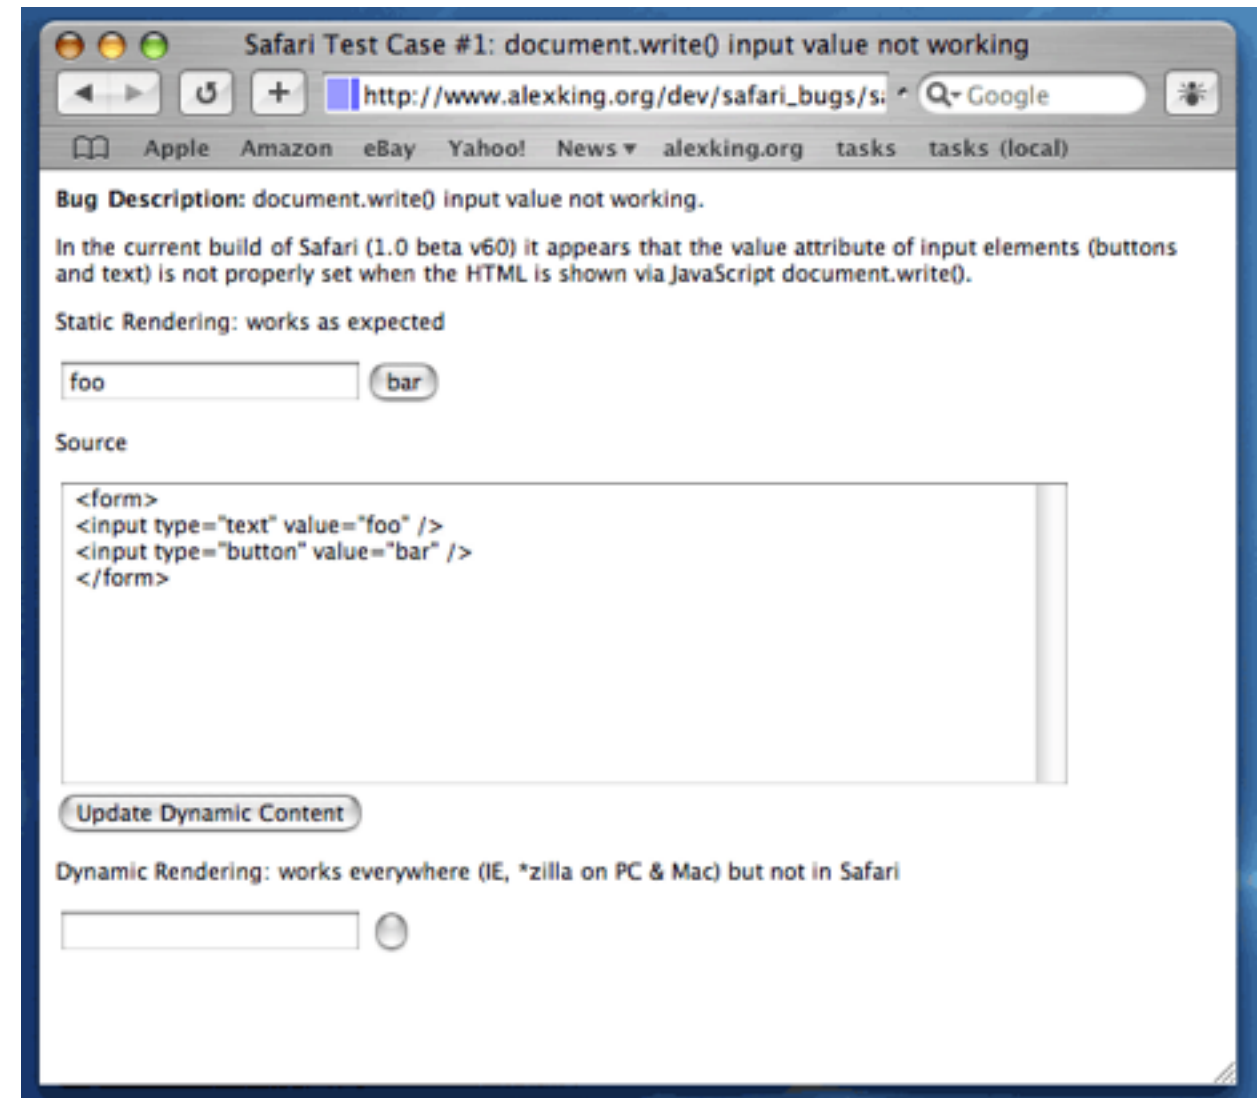 Safari Test Case #1: document.write() input value not working
http://www.alexking.org/dev/safari_bugs/s
Google
Apple Amazon eBay Yahoo! News alexking.org tasks tasks (local)
Bug Description: document.write() input value not working.
In the current build of Safari (1.0 beta v60) it appears that the value attribute of input elements (buttons
and text) is not properly set when the HTML is shown via JavaScript document.write().
Static Rendering: works as expected
foo bar
Source
<form>
<input type="text" value="foo" />
<input type="button" value="bar" />
</form>
Update Dynamic Content
Dynamic Rendering: works everywhere (IE, *zilla on PC & Mac) but not in Safari